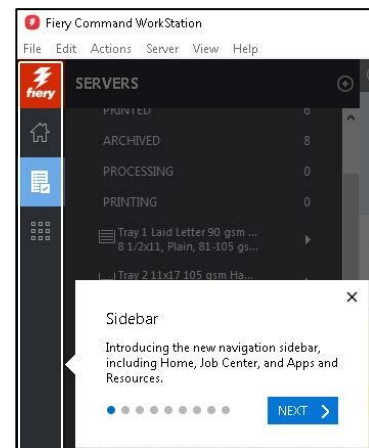 Fiery Command WorkStation
File Edit Actions Server View Help
fiery
SERVERS
PRINTED 6
ARCHIVED 8
PROCESSING 0
PRINTING 0
Tray 1 Laid Letter 90 gsm ...
8 1/2x11, Plain, 81-105 gs...
Tray 2 11x17 105 gsm Ha...
Sidebar
Introducing the new navigation sidebar,
including Home, Job Center, and Apps and
Resources.
NEXT